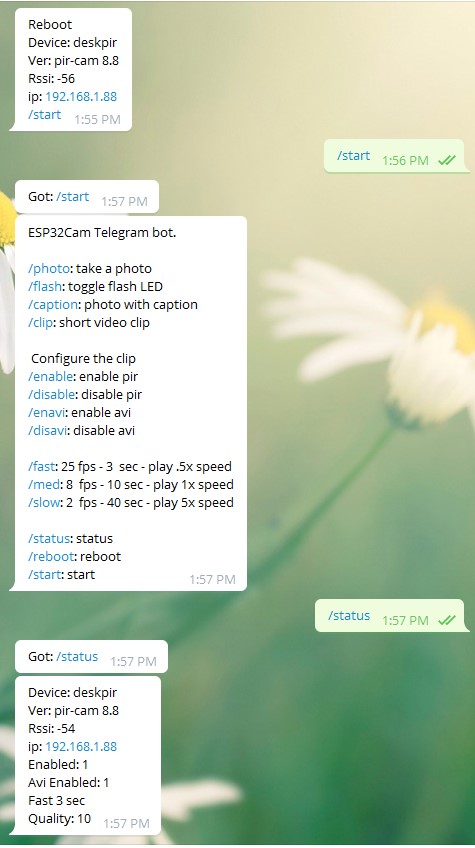 Reboot
Device: deskpir
Ver: pir-cam 8.8
Rssi: -56
ip: 192.168.1.88
/start 1:55 PM
/start 1:56 PM
Got: /start 1:57 PM
ESP32Cam Telegram bot.
/photo: take a photo
/flash: toggle flash LED
/caption: photo with caption
/clip: short video clip
Configure the clip
/enable: enable pir
/disable: disable pir
/enavi: enable avi
/disavi: disable avi
/fast: 25 fps - 3  sec - play .5x speed
/med: 8  fps - 10 sec - play 1x speed
/slow: 2  fps - 40 sec - play 5x speed
/status: status
/reboot: reboot
/start: start 1:57 PM
/status 1:57 PM
Got: /status 1:57 PM
Device: deskpir
Ver: pir-cam 8.8
Rssi: -54
ip: 192.168.1.88
Enabled: 1
Avi Enabled: 1
Fast 3 sec
Quality: 10 1:57 PM